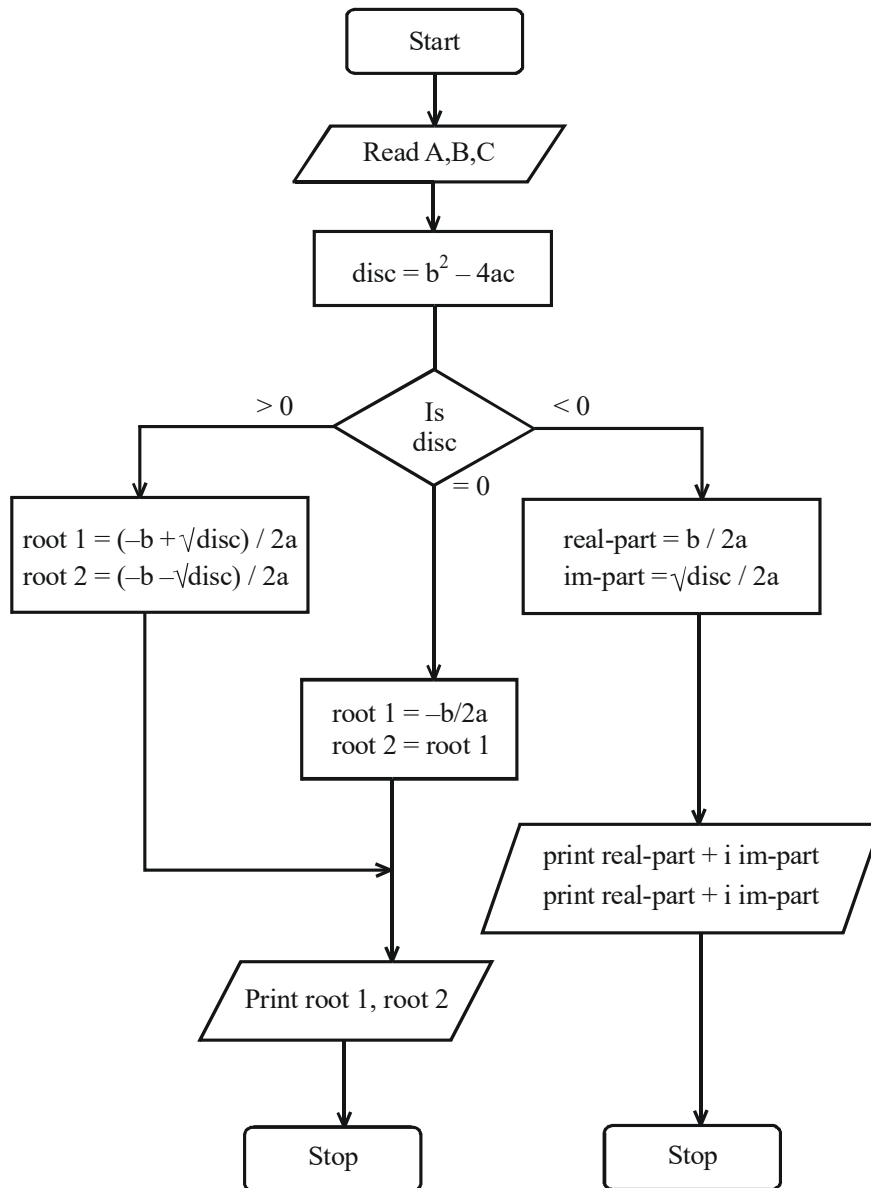 Start
Read A,B,C
disc = b² – 4ac
Is
disc
> 0
< 0
= 0
root 1 = (–b + √disc) / 2a
root 2 = (–b –√disc) / 2a
real-part = b / 2a
im-part = √disc / 2a
root 1 = –b/2a
root 2 = root 1
print real-part + i im-part
print real-part + i im-part
Print root 1, root 2
Stop
Stop